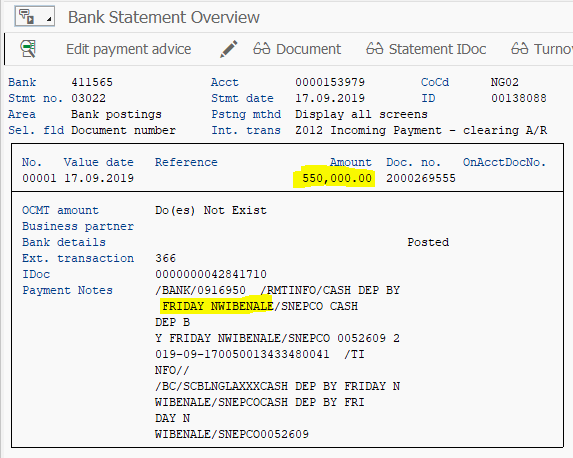 Bank Statement Overview
Edit payment advice Document Statement IDoc Turnov
Bank 411565 Acct 0000153979 CoCd NG02
Stmt no. 03022 Stmt date 17.09.2019 ID 00138088
Area Bank postings Pstng mthd Display all screens
Sel. fld Document number Int. trans Z012 Incoming Payment - clearing A/R
No. Value date Reference Amount Doc. no. OnAcctDocNo.
00001 17.09.2019 550,000.00 2000269555
OCMT amount Do(es) Not Exist
Business partner
Bank details Posted
Ext. transaction 366
IDoc 0000000042841710
Payment Notes /BANK/0916950 /RMTINFO/CASH DEP BY
FRIDAY NWIBENALE/SNEPCO CASH
DEP B
Y FRIDAY NWIBENALE/SNEPCO 0052609 2
019-09-170050013433480041 /TI
NFO//
/BC/SCBLNGLAXXXCASH DEP BY FRIDAY N
WIBENALE/SNEPCOCASH DEP BY FRI
DAY N
WIBENALE/SNEPCO0052609